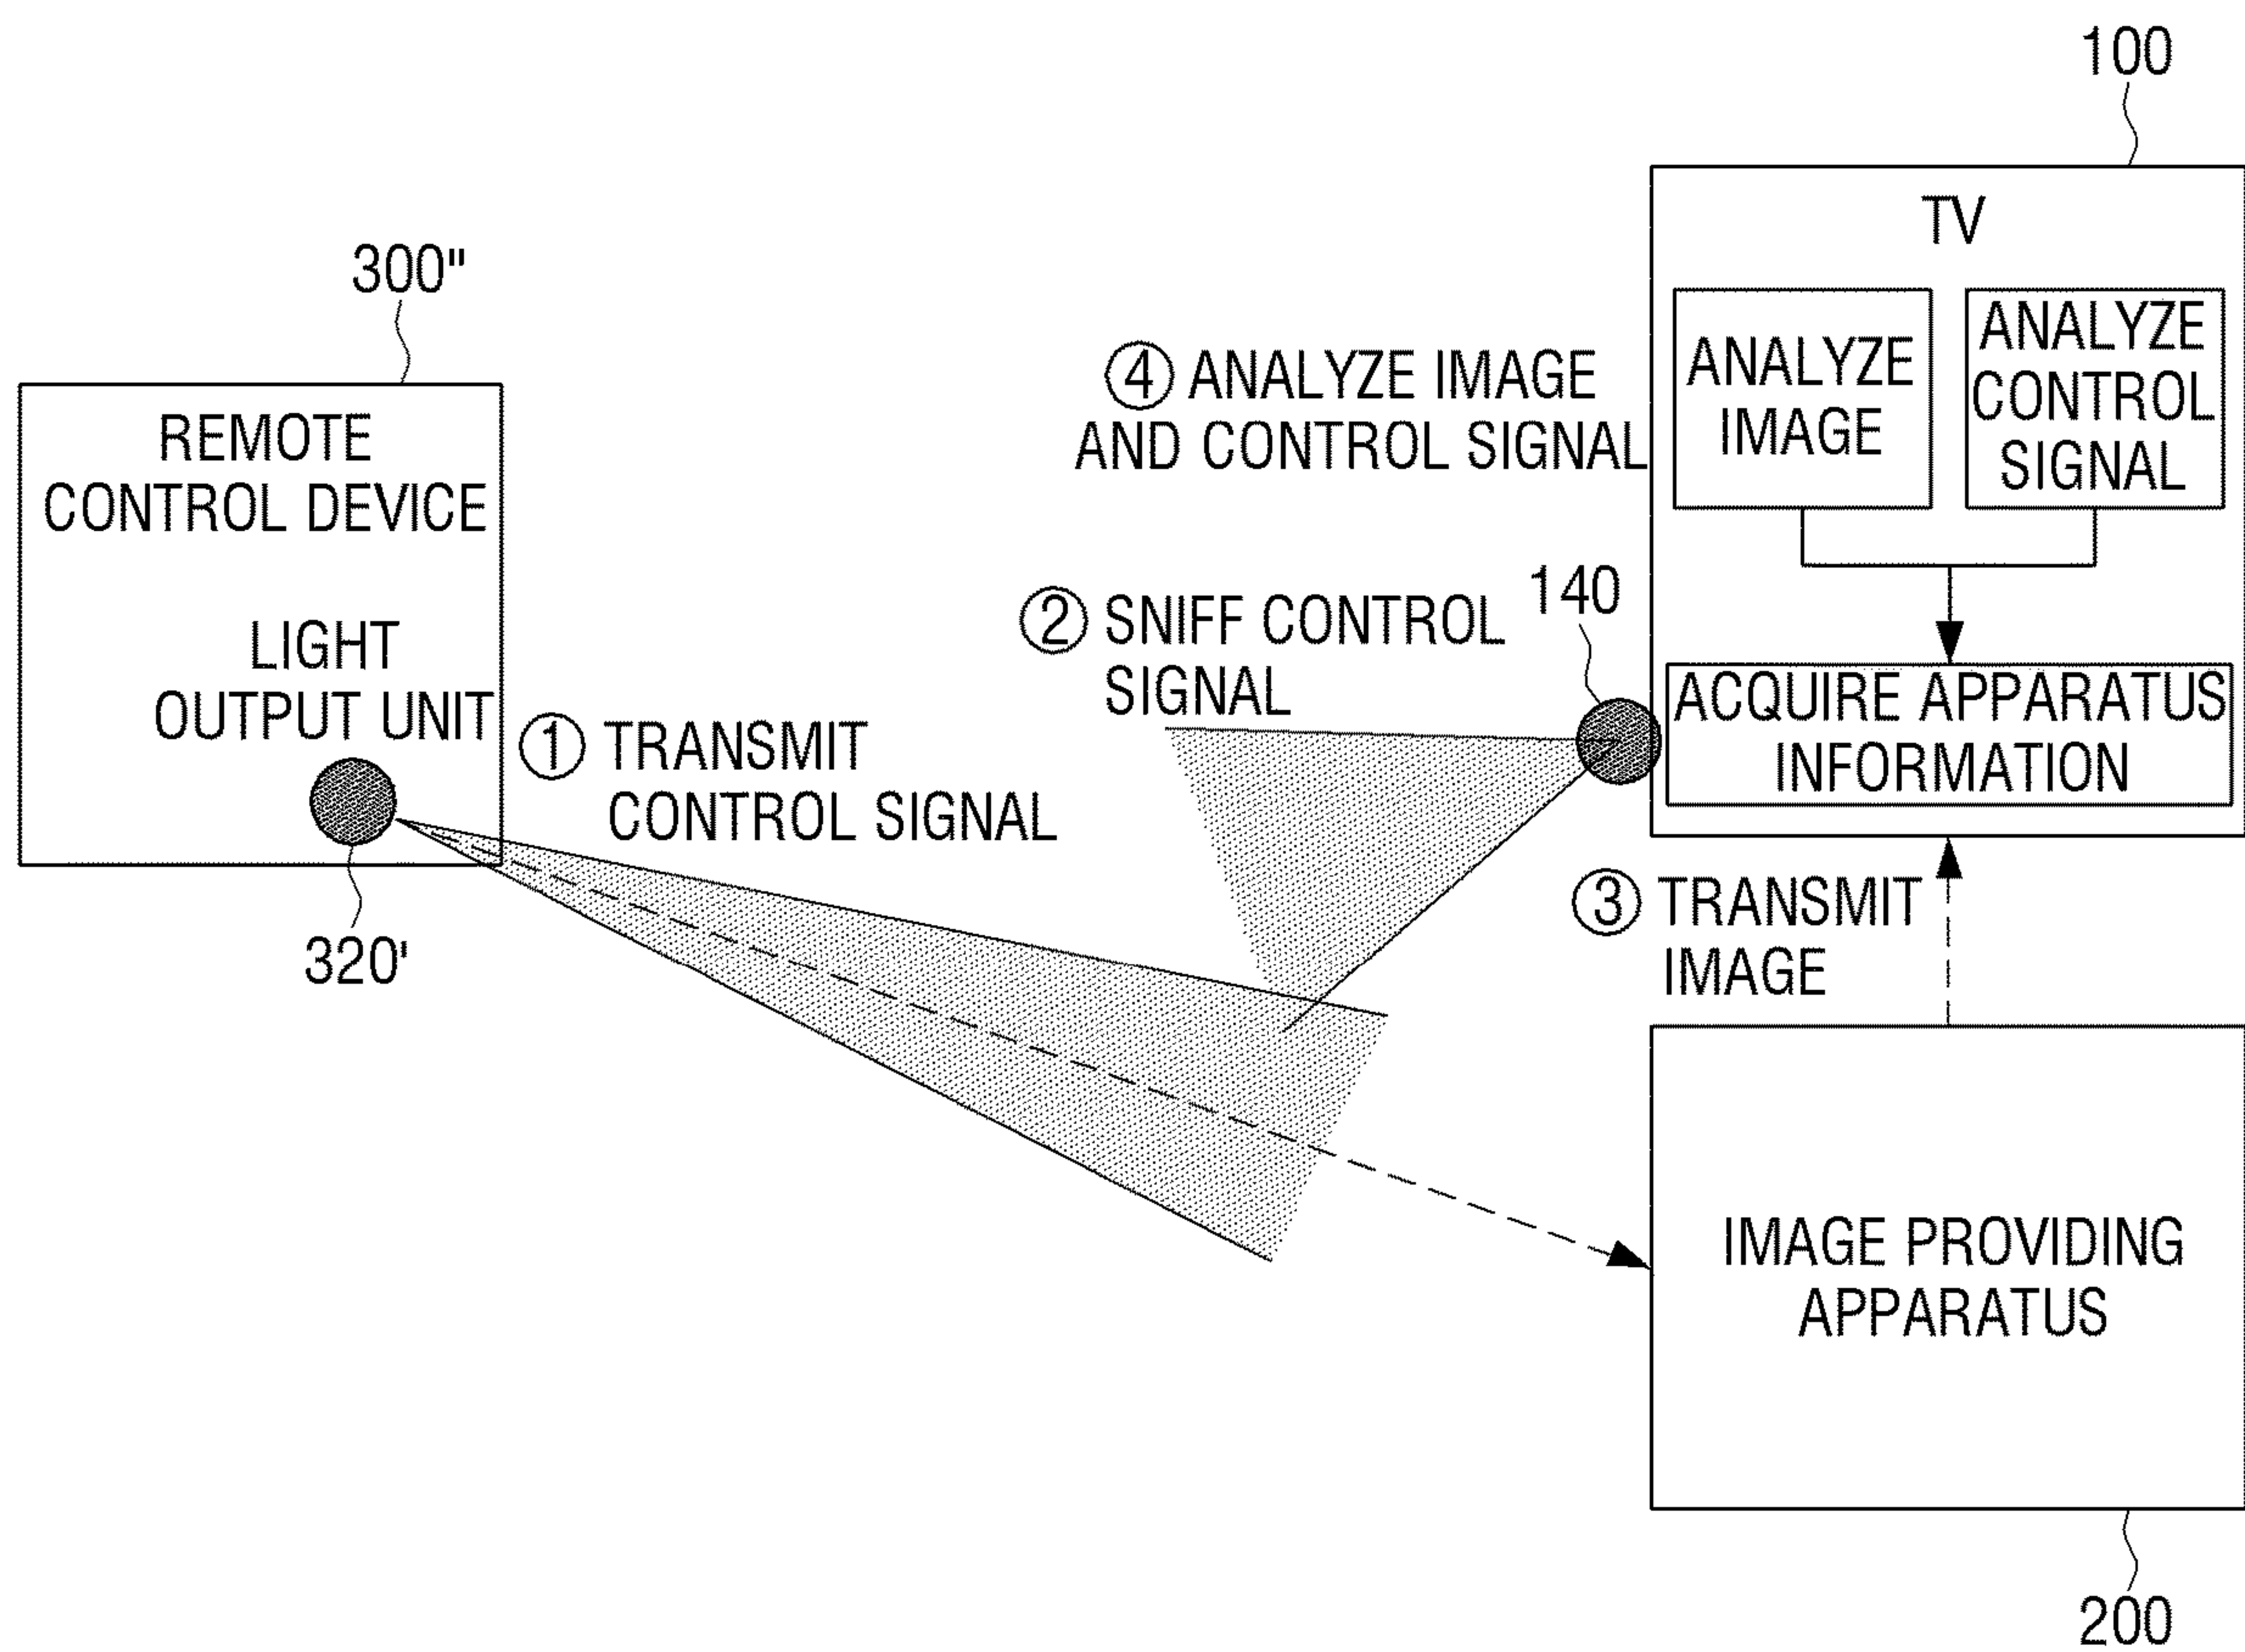 100
TV
ANALYZE
IMAGE
ANALYZE
CONTROL
SIGNAL
300"
④ ANALYZE IMAGE
AND CONTROL SIGNAL
REMOTE
CONTROL DEVICE
LIGHT
OUTPUT UNIT
② SNIFF CONTROL
SIGNAL
140
ACQUIRE APPARATUS
INFORMATION
① TRANSMIT
CONTROL SIGNAL
320'
③ TRANSMIT
IMAGE
IMAGE PROVIDING
APPARATUS
200